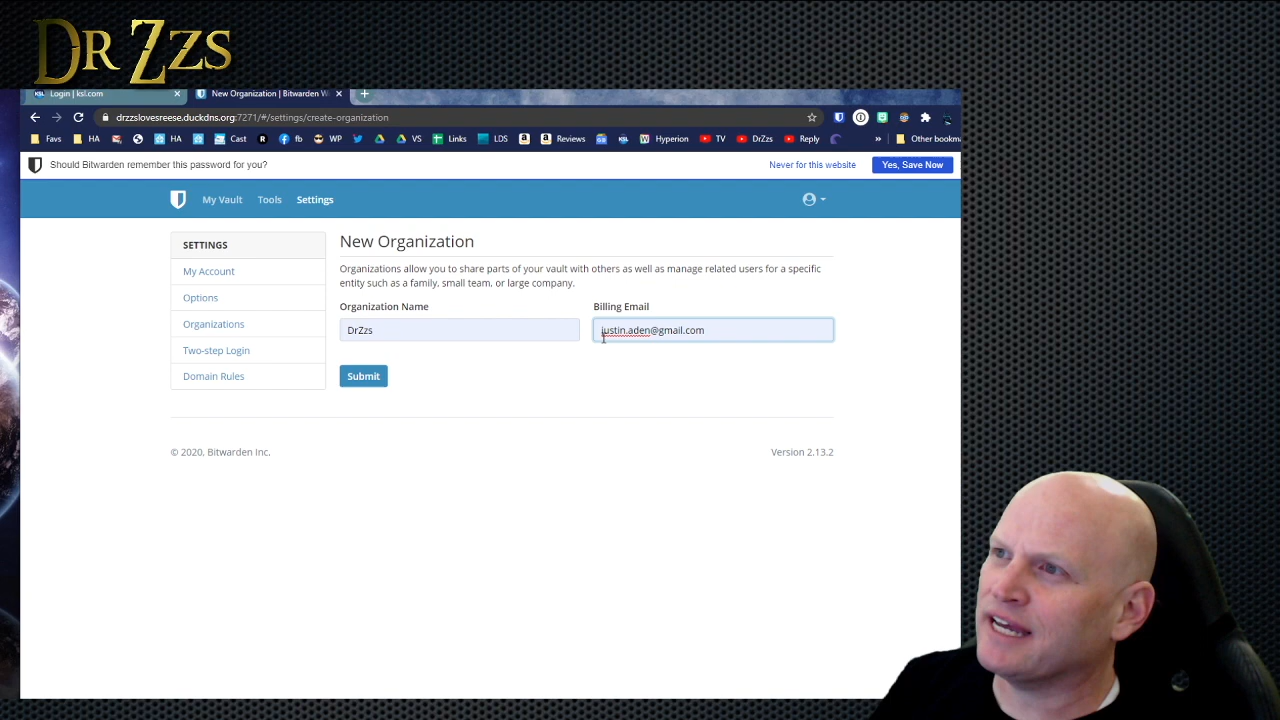 DR ZZS
KSL Login | ksl.com
New Organization | Bitwarden W
drzzslovesreese.duckdns.org:7271/#/settings/create-organization
Favs HA HA Cast fb WP VS Links LDS Reviews Hyperion TV DrZzs Reply » Other bookma
Should Bitwarden remember this password for you? Never for this website Yes, Save Now
My Vault Tools Settings
SETTINGS
My Account
Options
Organizations
Two-step Login
Domain Rules
New Organization
Organizations allow you to share parts of your vault with others as well as manage related users for a specific
entity such as a family, small team, or large company.
Organization Name Billing Email
DrZzs justin.aden@gmail.com
Submit
© 2020, Bitwarden Inc. Version 2.13.2